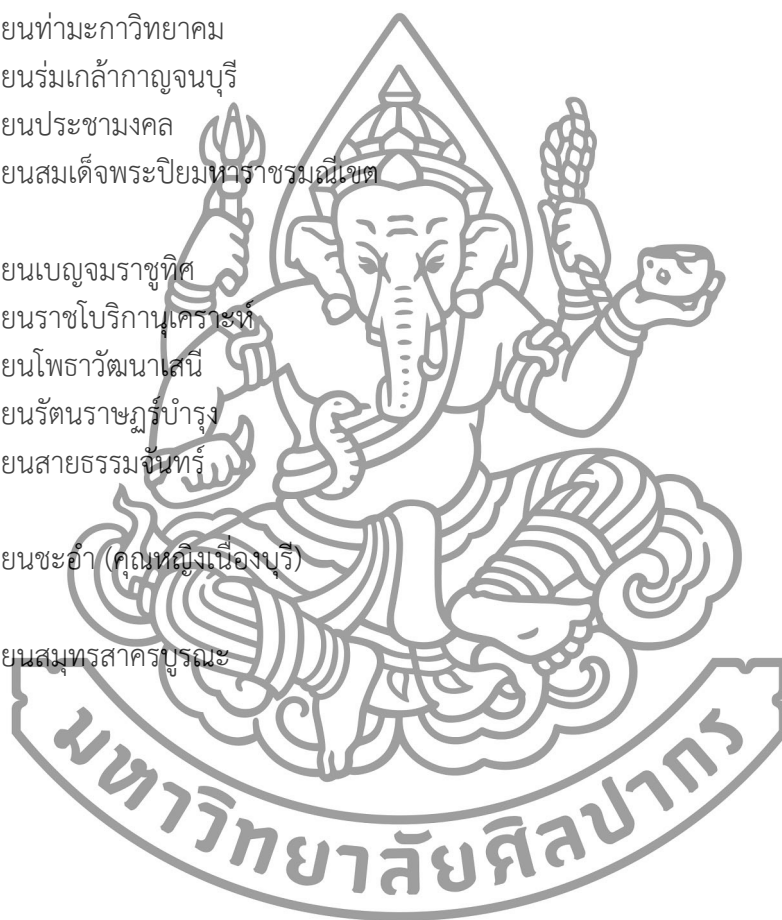 ยนท่ามะกาวิทยาคม
ยนร่มเกล้ากาญจนบุรี
ยนประชามงคล
ยนสมเด็จพระปิยมหาราชรมณียเขต
ยนเบญจมราชูทิศ
ยนราชโบริกานุเคราะห์
ยนโพธาวัฒนาเสนี
ยนรัตนราษฎร์บำรุง
ยนสายธรรมจันทร์
ยนชะอำ (คุณหญิงเนื่องบุรี)
ยนสมุทรสาครบูรณะ
มหาวิทยาลัยศิลปากร